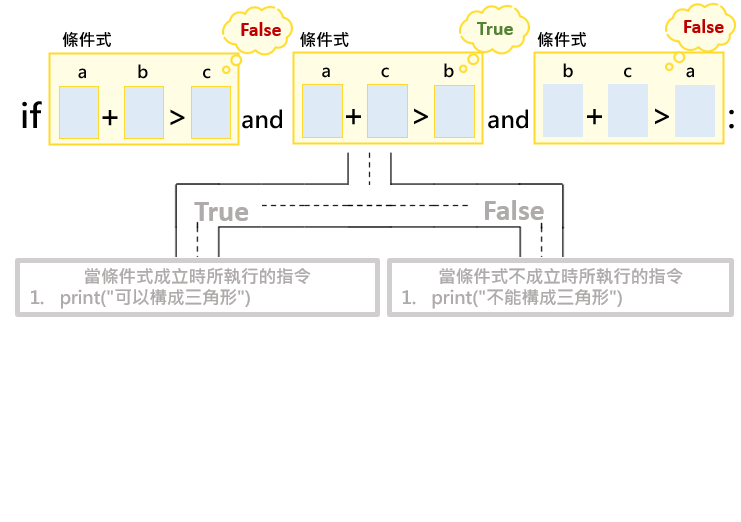 False
True
False
條件式
條件式
條件式
a b c
a c b
b c a
if + > and + > and + > :
True False
當條件式成立時所執行的指令
1. print("可以構成三角形")
當條件式不成立時所執行的指令
1. print("不能構成三角形")